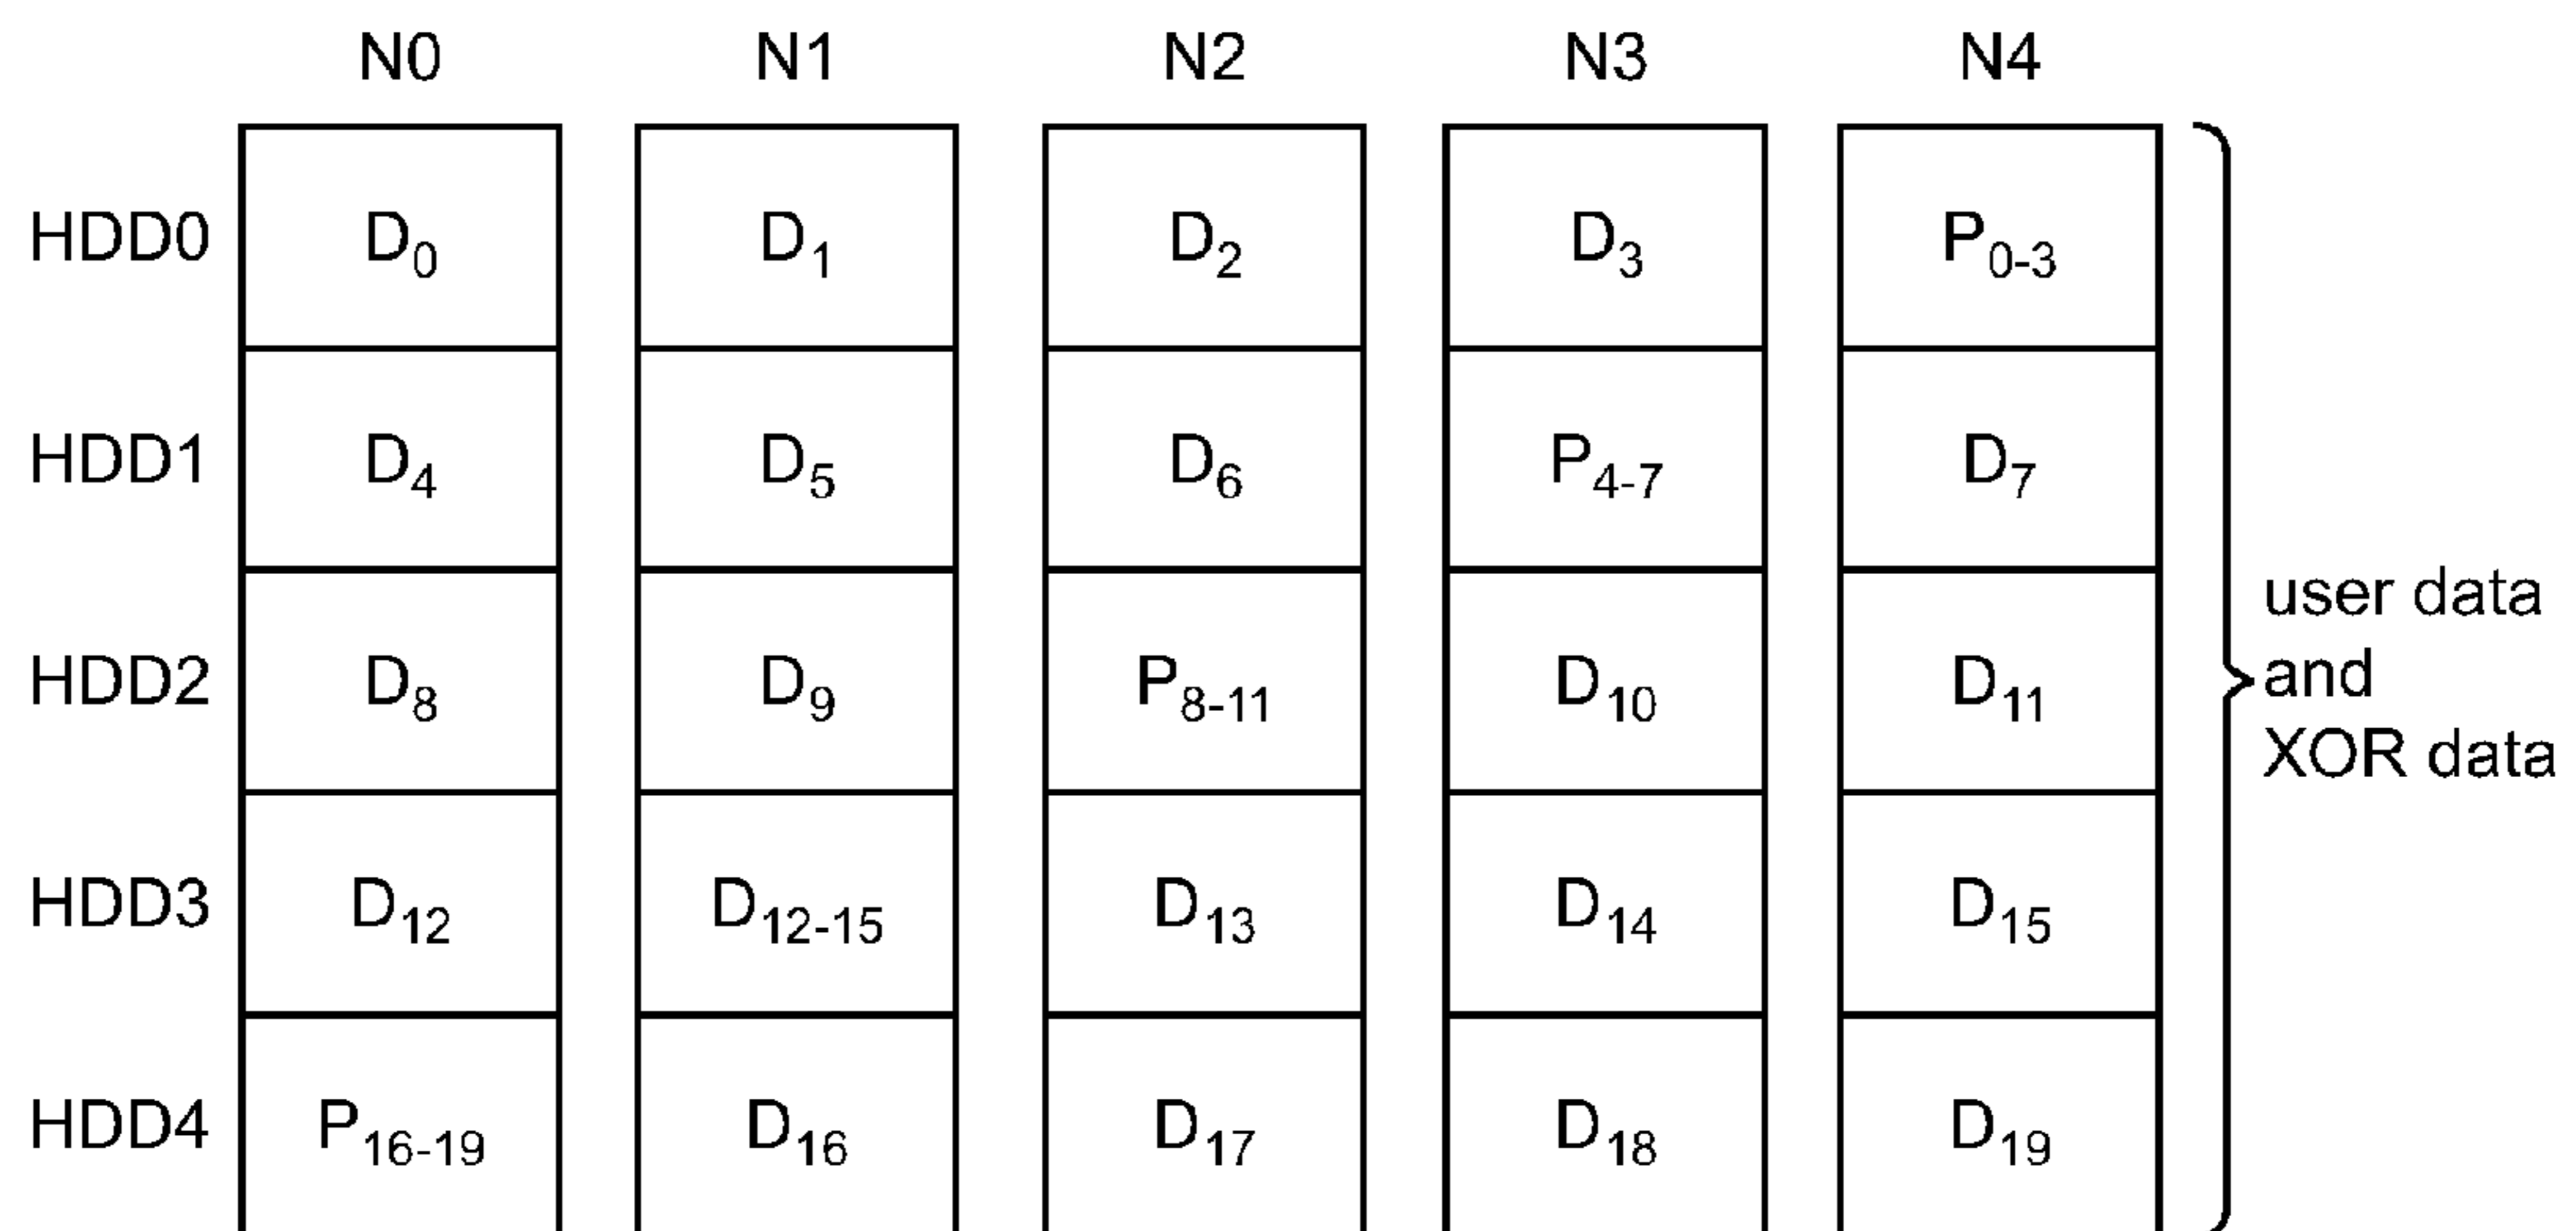 N0 N1 N2 N3 N4
HDD0 D0 D1 D2 D3 P0-3
HDD1 D4 D5 D6 P4-7 D7
HDD2 D8 D9 P8-11 D10 D11
HDD3 D12 D12-15 D13 D14 D15
HDD4 P16-19 D16 D17 D18 D19
user data
and
XOR data